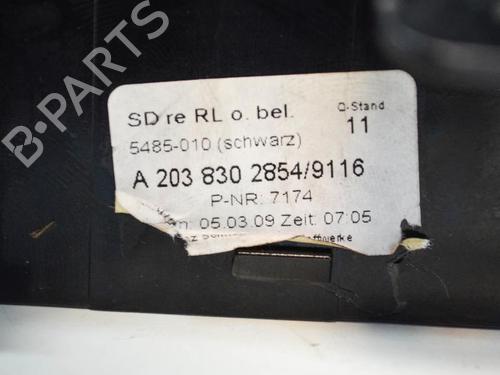 SD re RL o. bel.
Q-Stand
11
5485-010 (schwarz)
A 203 830 2854/9116
P-NR: 7174
05.03.09 Zeit: 07:05
B-PARTS